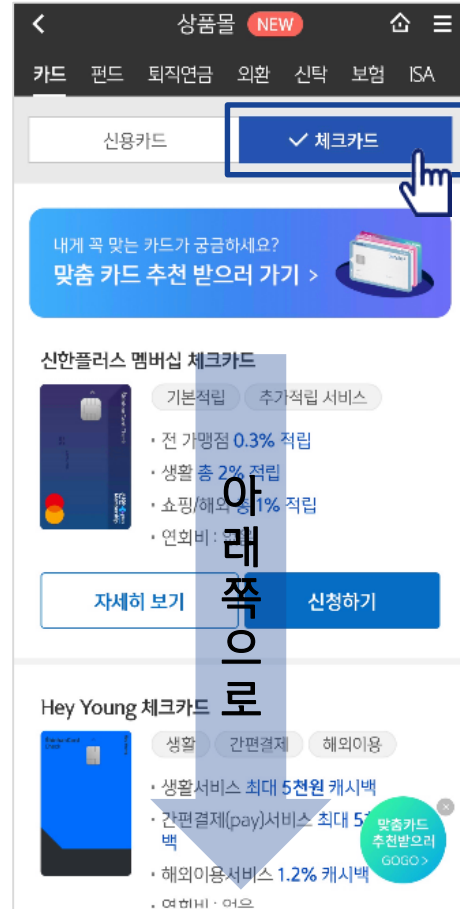 상품몰 NEW
카드 펀드 퇴직연금 외환 신탁 보험 ISA
신용카드
체크카드
내게 꼭 맞는 카드가 궁금하세요?
맞춤 카드 추천 받으러 가기 >
신한플러스 멤버십 체크카드
기본적립 추가적립 서비스
· 전 가맹점 0.3% 적립
· 생활 총 2% 적립
· 쇼핑/해외 총 1% 적립
· 연회비 :
자세히 보기
신청하기
아래쪽으로
Hey Young 체크카드
생활 간편결제 해외이용
· 생활서비스 최대 5천원 캐시백
· 간편결제(pay)서비스 최대 5
백
· 해외이용서비스 1.2% 캐시백
· 연회비 : 없음
맞춤카드
추천받으러
GOGO >